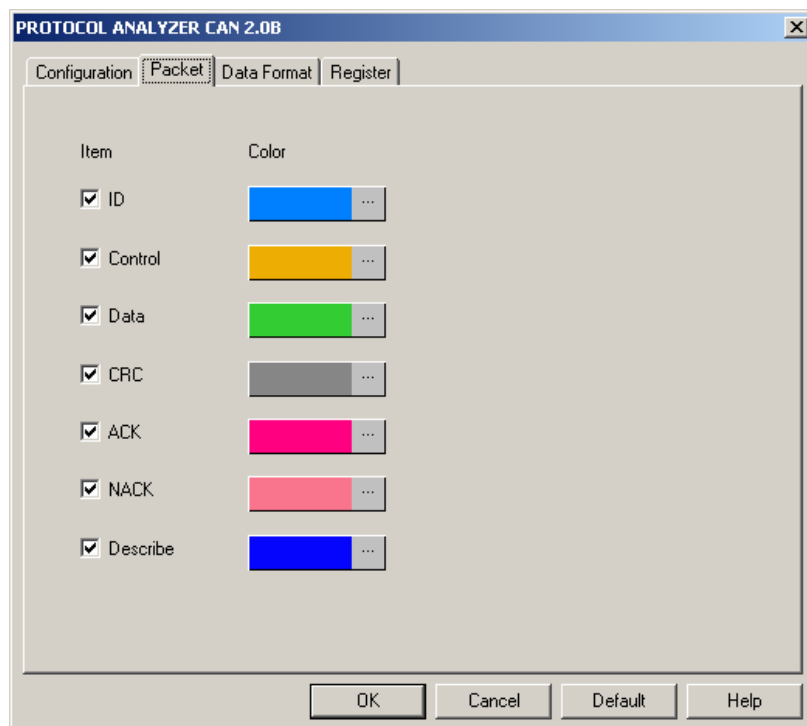 PROTOCOL ANALYZER CAN 2.0B
Configuration Packet Data Format Register
Item Color
ID ...
Control ...
Data ...
CRC ...
ACK ...
NACK ...
Describe ...
OK Cancel Default Help